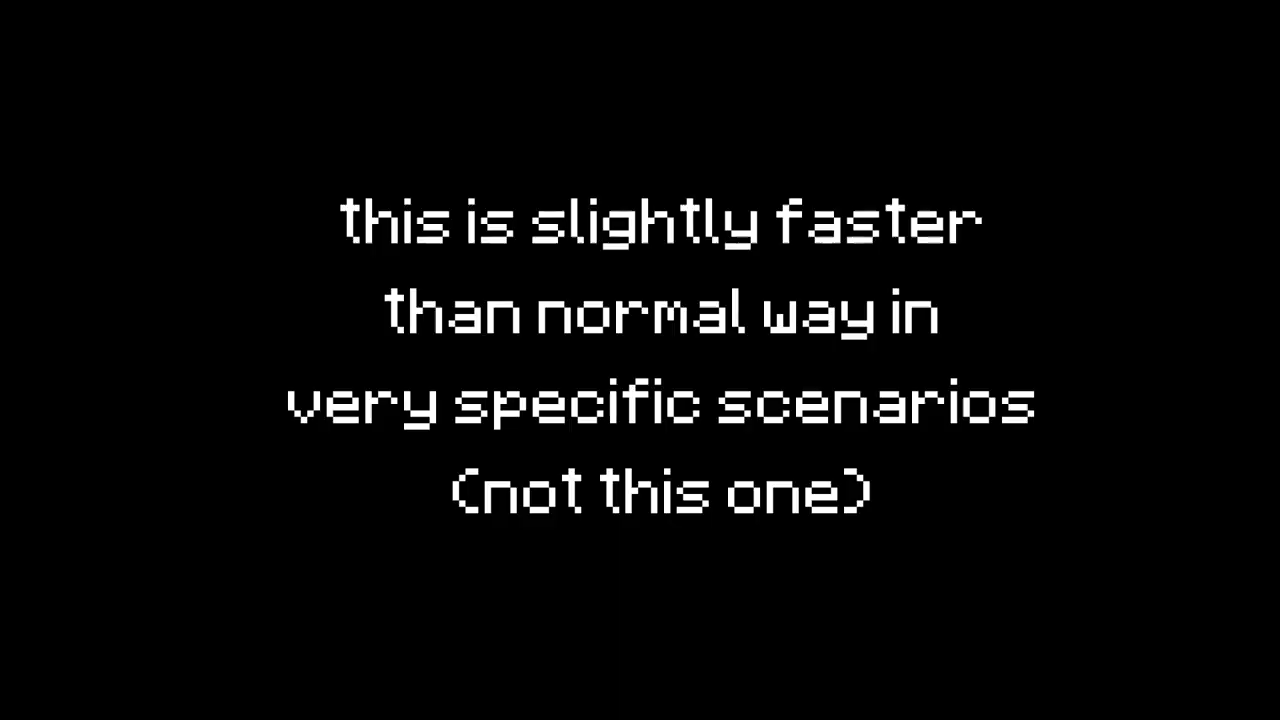 this is slightly faster
than normal way in
very specific scenarios
(not this one)